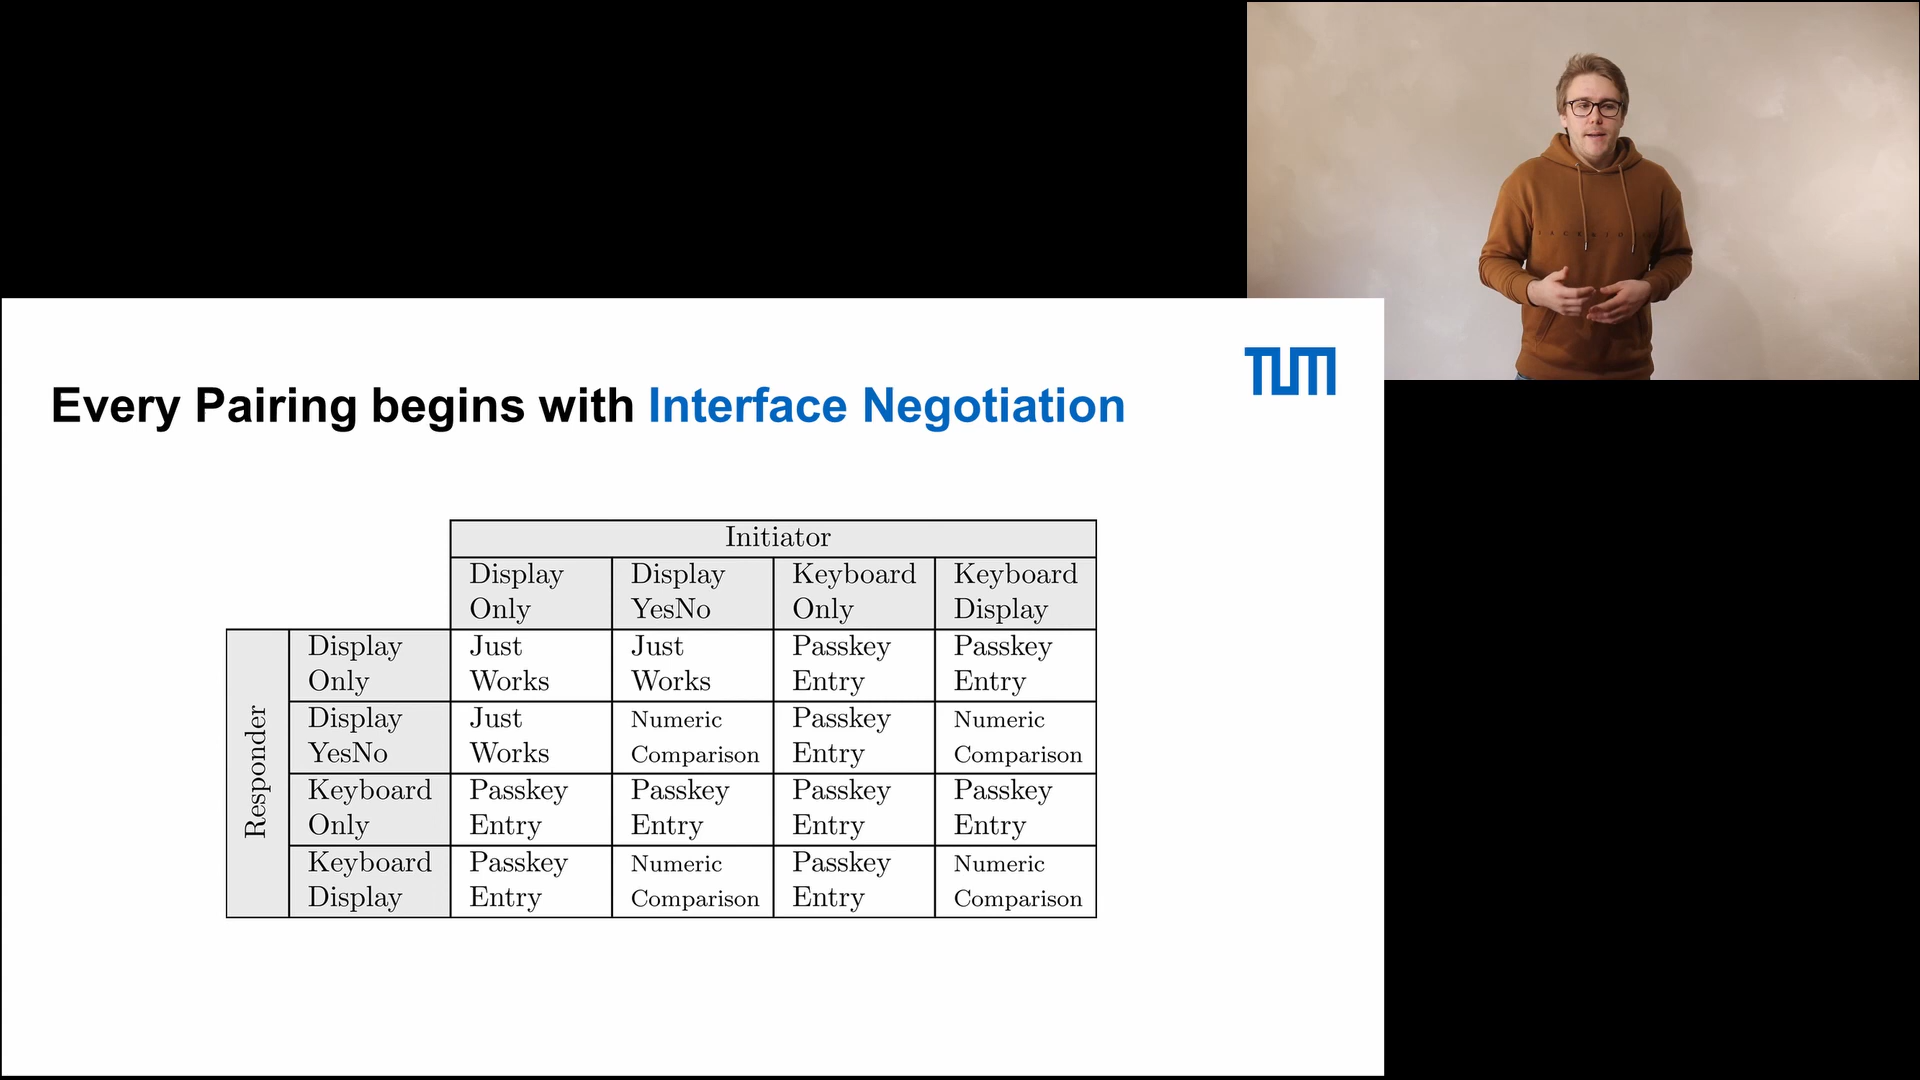 TUM
Every Pairing begins with Interface Negotiation
Initiator
Display Only
Display YesNo
Keyboard Only
Keyboard Display
Responder
Display Only
Just Works
Just Works
Passkey Entry
Passkey Entry
Display YesNo
Just Works
Numeric Comparison
Passkey Entry
Numeric Comparison
Keyboard Only
Passkey Entry
Passkey Entry
Passkey Entry
Passkey Entry
Keyboard Display
Passkey Entry
Numeric Comparison
Passkey Entry
Numeric Comparison